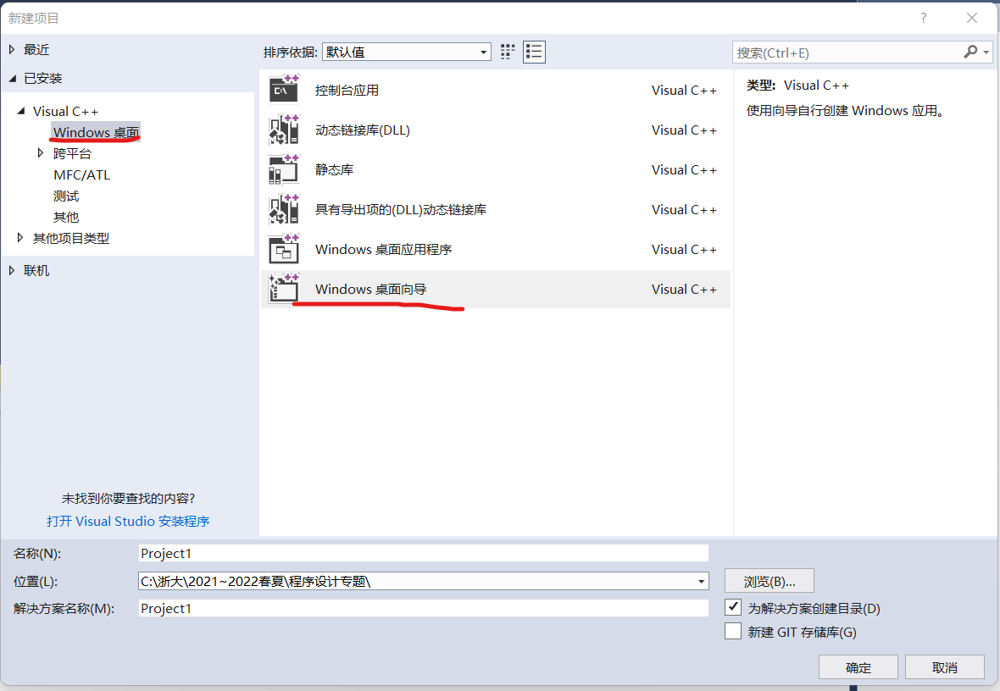 新建项目
最近
已安装
Visual C++
Windows 桌面
跨平台
MFC/ATL
测试
其他
其他项目类型
联机
未找到你要查找的内容?
打开 Visual Studio 安装程序
排序依据: 默认值
控制台应用 Visual C++
动态链接库(DLL) Visual C++
静态库 Visual C++
具有导出项的(DLL)动态链接库 Visual C++
Windows 桌面应用程序 Visual C++
Windows 桌面向导 Visual C++
搜索(Ctrl+E)
类型: Visual C++
使用向导自行创建 Windows 应用。
名称(N): Project1
位置(L): C:\浙大\2021~2022春夏\程序设计专题\
浏览(B)...
解决方案名称(M): Project1
为解决方案创建目录(D)
新建 GIT 存储库(G)
确定 取消